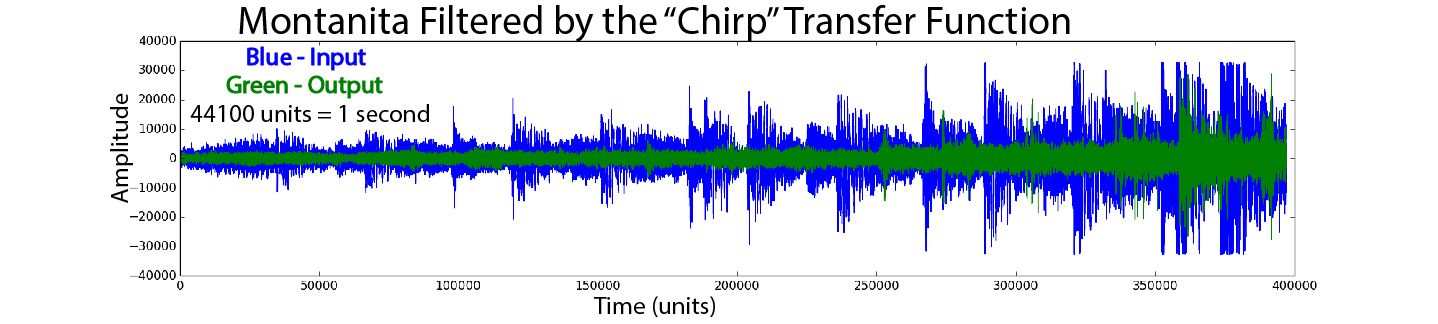 Montanita Filtered by the “Chirp” Transfer Function
Blue - Input
Green - Output
44100 units = 1 second
Amplitude
40000
30000
20000
10000
0
−10000
−20000
−30000
−40000
0 50000 100000 150000 200000 250000 300000 350000 400000
Time (units)